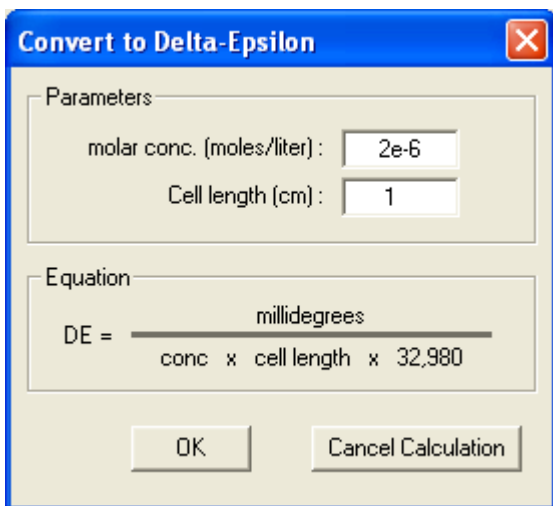 Convert to Delta-Epsilon
Parameters
molar conc. (moles/liter) : 2e-6
Cell length (cm) : 1
Equation
millidegrees
DE =
conc x cell length x 32,980
OK Cancel Calculation